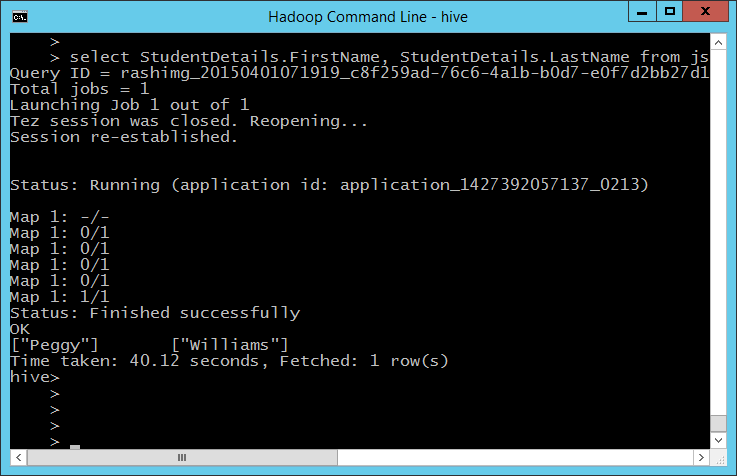 Hadoop Command Line - hive
>
> select StudentDetails.FirstName, StudentDetails.LastName from js
Query ID = rashimg_20150401071919_c8f259ad-76c6-4a1b-b0d7-e0f7d2bb27d1
Total jobs = 1
Launching Job 1 out of 1
Tez session was closed. Reopening...
Session re-established.
Status: Running (application id: application_1427392057137_0213)
Map 1: -/-
Map 1: 0/1
Map 1: 0/1
Map 1: 0/1
Map 1: 0/1
Map 1: 1/1
Status: Finished successfully
OK
["Peggy"] ["Williams"]
Time taken: 40.12 seconds, Fetched: 1 row(s)
hive>
>
>
>
>